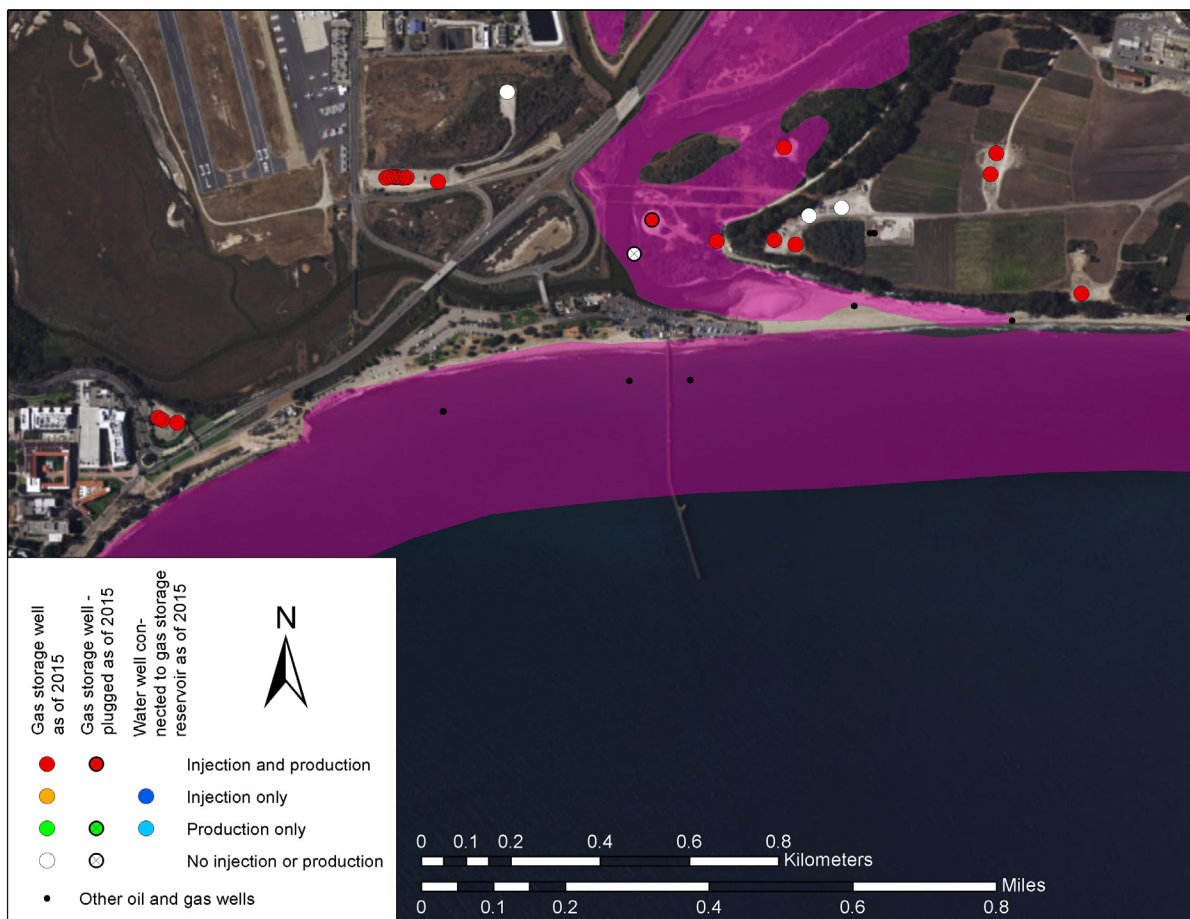 N
Gas storage well
as of 2015
Gas storage well -
plugged as of 2015
Water well con-
nected to gas storage
reservoir as of 2015
Injection and production
Injection only
Production only
No injection or production
Other oil and gas wells
0 0.1 0.2 0.4 0.6 0.8
Kilometers
Miles
0 0.1 0.2 0.4 0.6 0.8